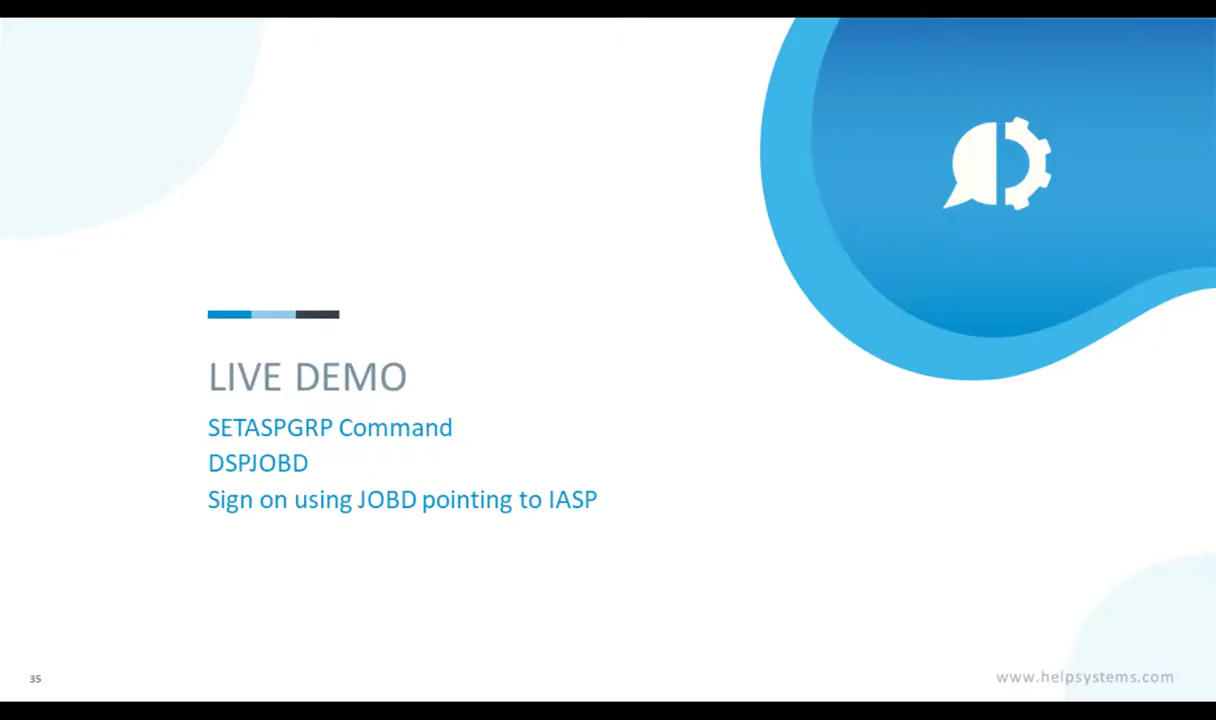 LIVE DEMO
SETASPGRP Command
DSPJOBD
Sign on using JOBD pointing to IASP
35
www.helpsystems.com